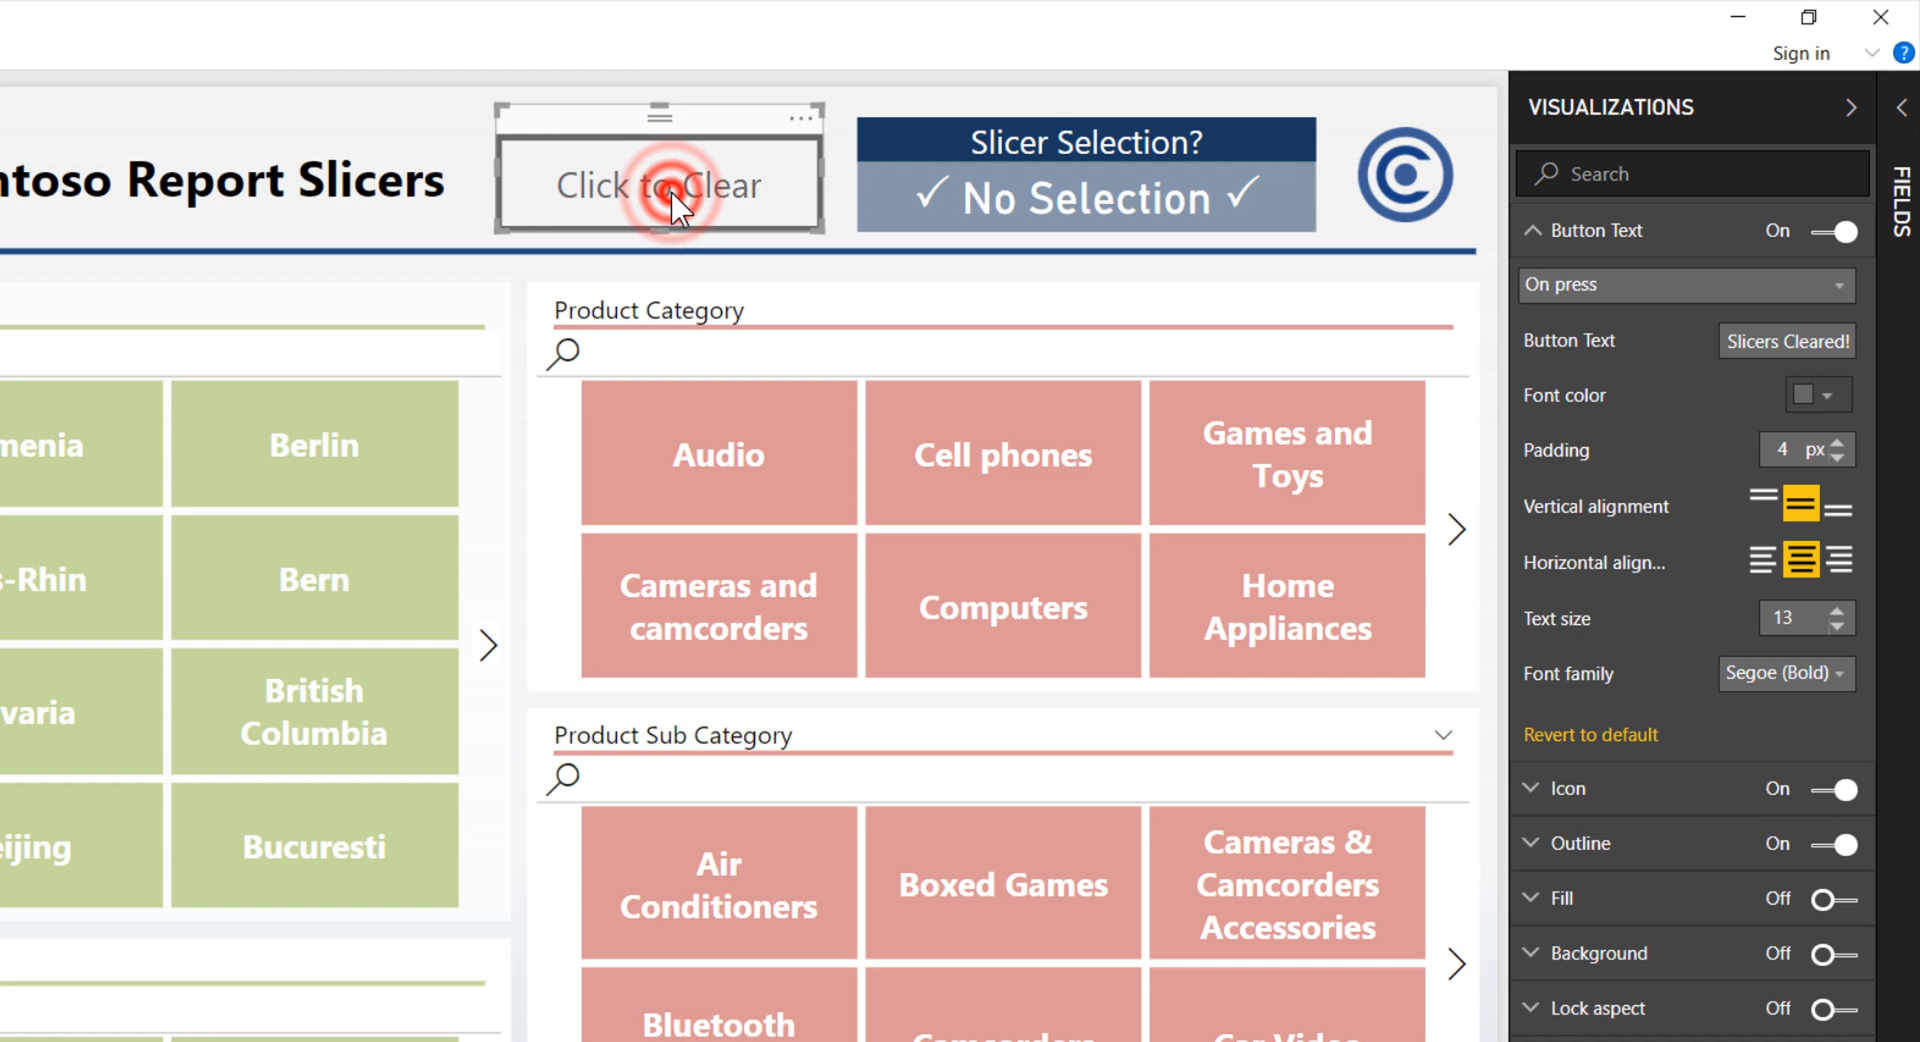 Sign in
?
ntoso Report Slicers
Click to Clear
Slicer Selection?
✓ No Selection ✓
menia
Berlin
s-Rhin
Bern
varia
British
Columbia
eijing
Bucuresti
Product Category
Audio
Cell phones
Games and
Toys
Cameras and
camcorders
Computers
Home
Appliances
Product Sub Category
Air
Conditioners
Boxed Games
Cameras &
Camcorders
Accessories
Bluetooth
Camcorders
Car Video
VISUALIZATIONS
Search
Button Text On
On press
Button Text Slicers Cleared!
Font color
Padding 4 px
Vertical alignment
Horizontal align...
Text size 13
Font family Segoe (Bold)
Revert to default
Icon On
Outline On
Fill Off
Background Off
Lock aspect Off
FIELDS